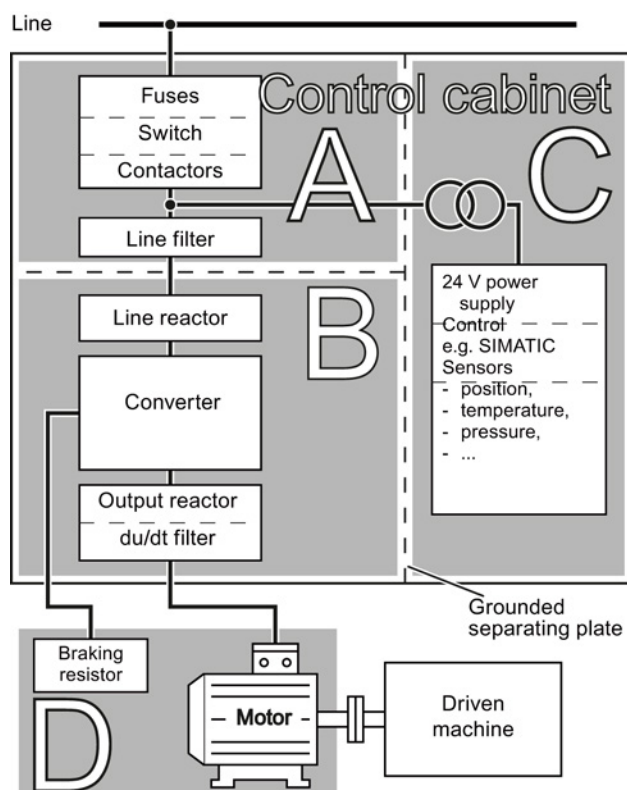 Line
Control cabinet
Fuses
Switch
Contactors
A
C
Line filter
24 V power
supply
Control
e.g. SIMATIC
Sensors
- position,
- temperature,
- pressure,
- ...
Line reactor
B
Converter
Output reactor
du/dt filter
Grounded
separating plate
Braking
resistor
D
Motor
Driven
machine